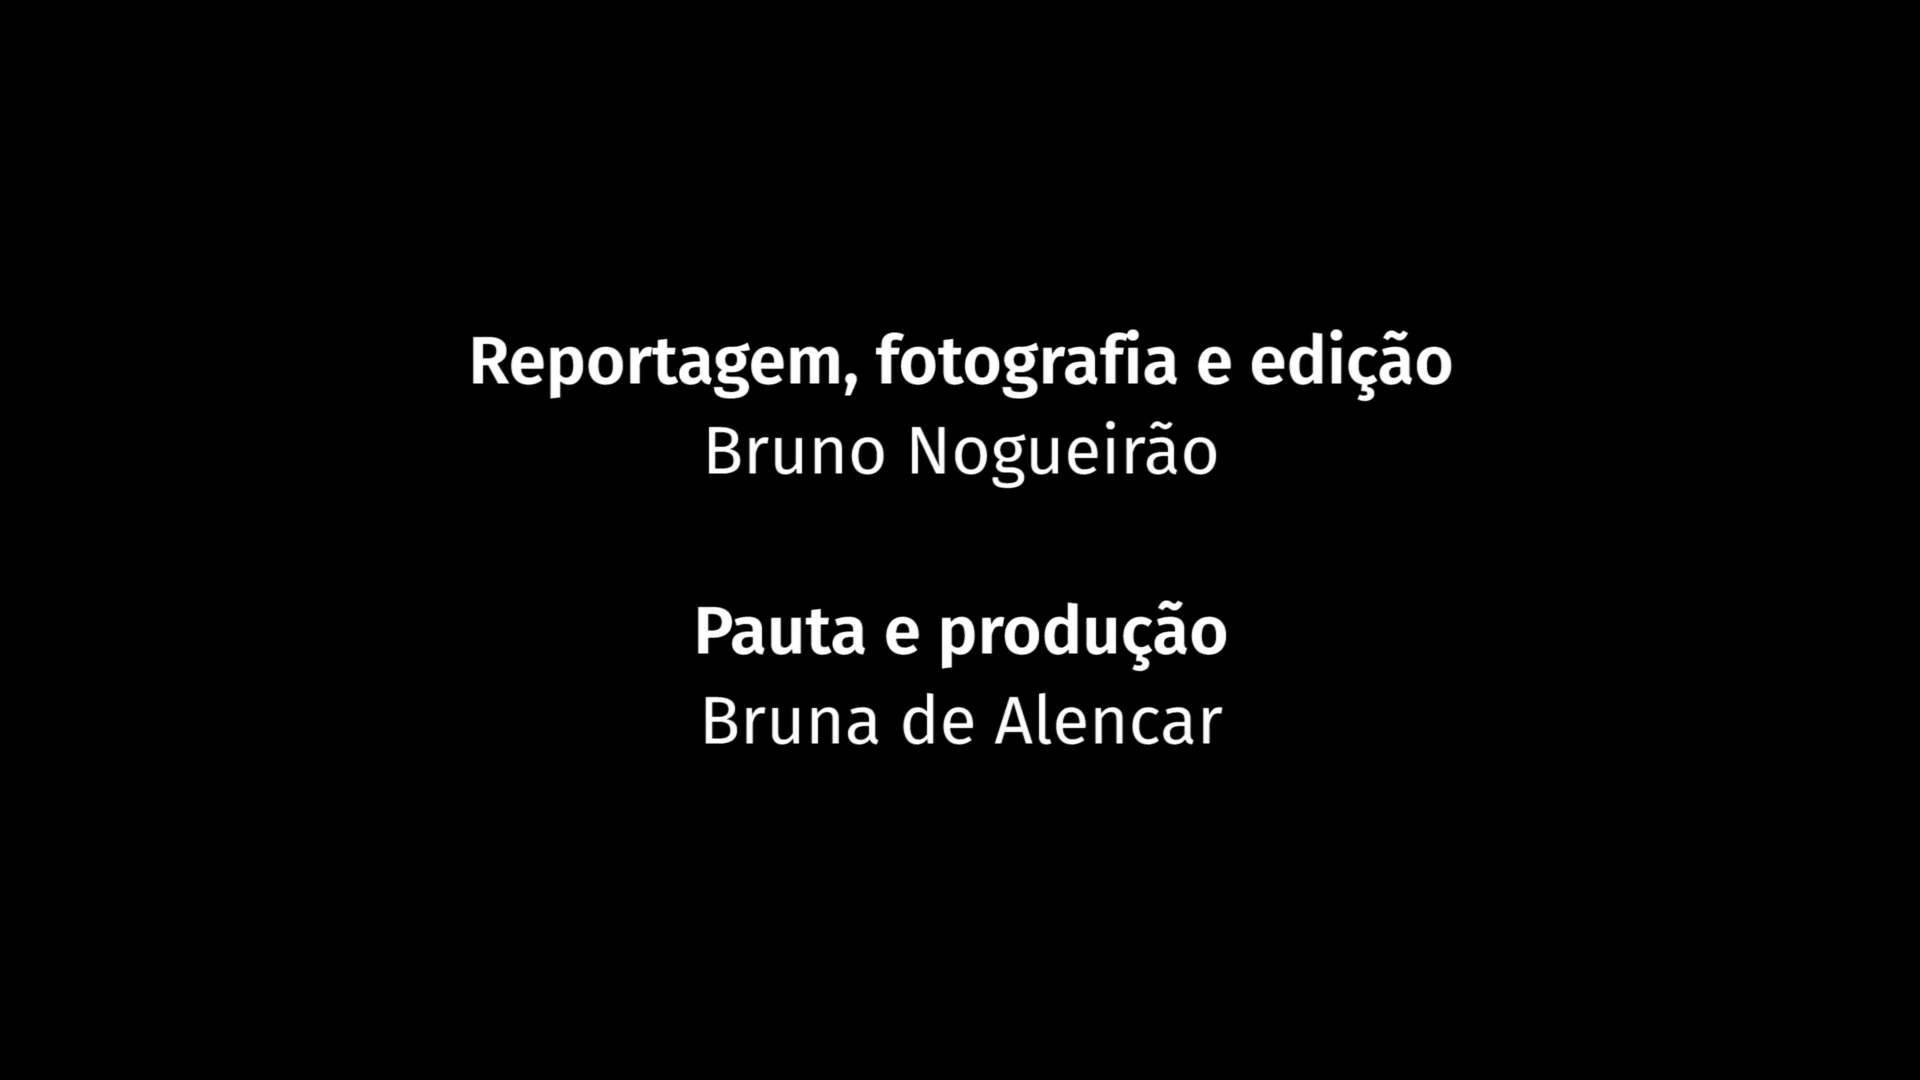 Reportagem, fotografia e edição
Bruno Nogueirão
Pauta e produção
Bruna de Alencar